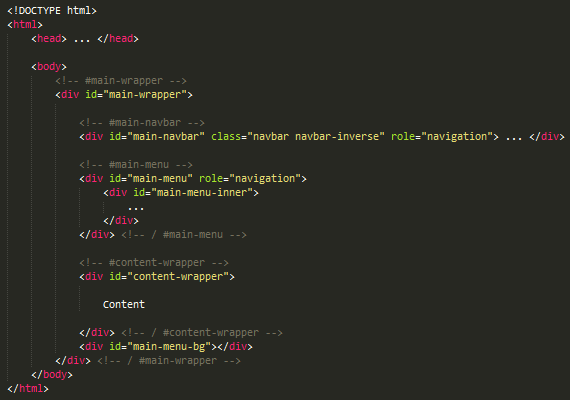 <!DOCTYPE html>
<html>
<head> ... </head>
<body>
<!-- #main-wrapper -->
<div id="main-wrapper">
<!-- #main-navbar -->
<div id="main-navbar" class="navbar navbar-inverse" role="navigation"> ... </div>
<!-- #main-menu -->
<div id="main-menu" role="navigation">
<div id="main-menu-inner">
...
</div>
</div> <!-- / #main-menu -->
<!-- #content-wrapper -->
<div id="content-wrapper">
Content
</div> <!-- / #content-wrapper -->
<div id="main-menu-bg"></div>
</div> <!-- / #main-wrapper -->
</body>
</html>